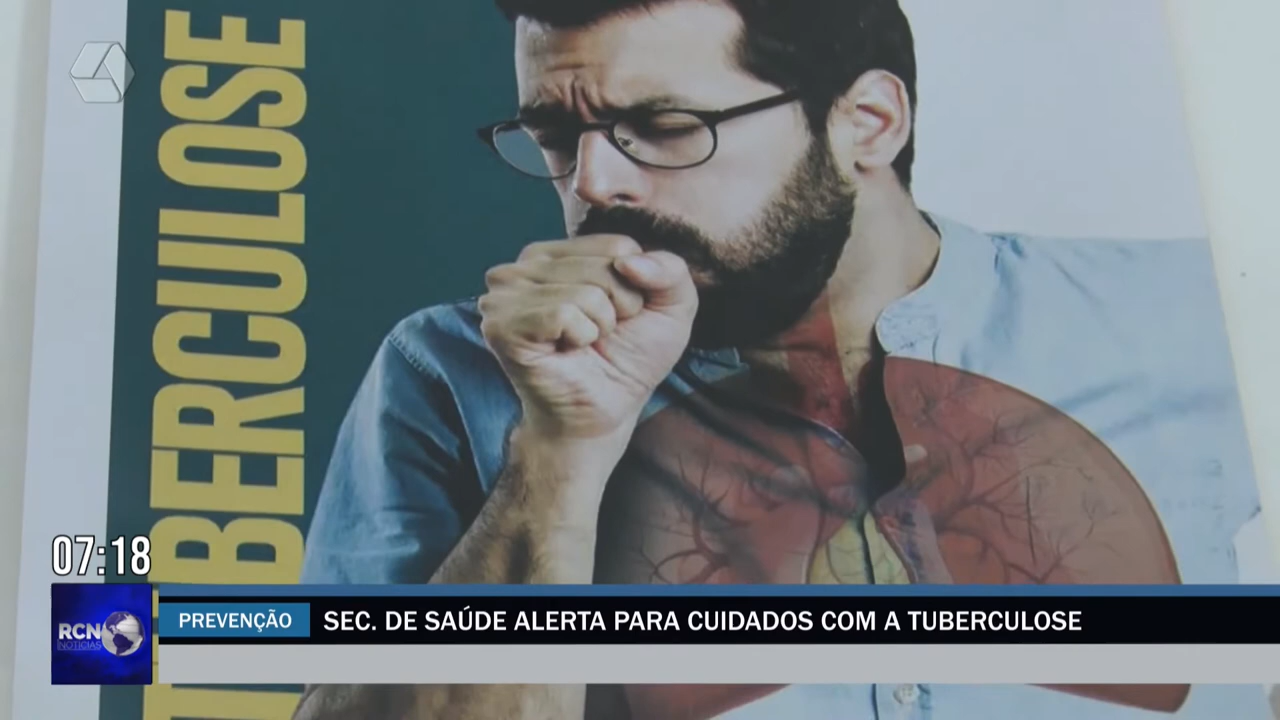 TUBERCULOSE
07:18
RCN
NOTÍCIAS
PREVENÇÃO
SEC. DE SAÚDE ALERTA PARA CUIDADOS COM A TUBERCULOSE